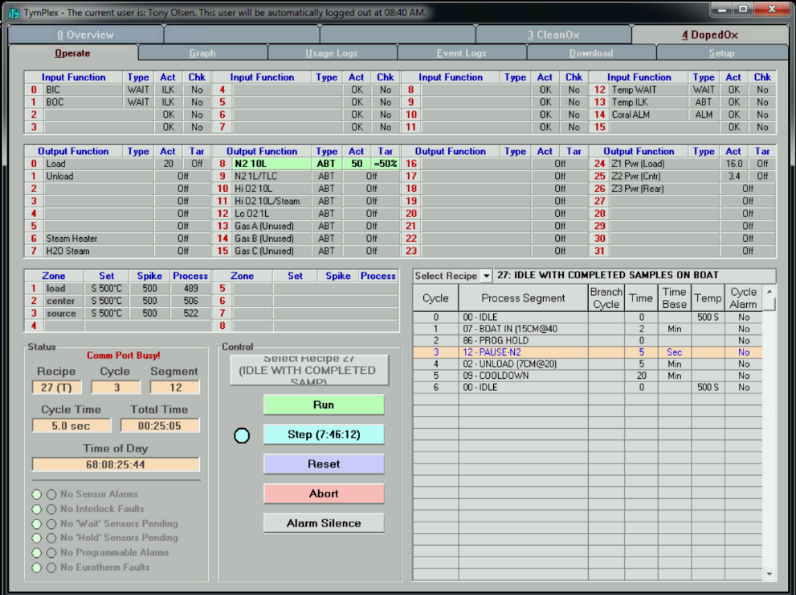 TymPlex - The current user is: Tony Olsen. This user will be automatically logged out at 08:40 AM.
0 Overview 3 CleanOx 4 DopedOx
Operate Graph Usage Logs Event Logs Download Setup
Input Function Type Act Chk Input Function Type Act Chk Input Function Type Act Chk Input Function Type Act Chk
0 BIC WAIT ILK No 4 OK No 8 OK No 12 Temp WAIT WAIT OK No
1 BOC WAIT ILK No 5 OK No 9 OK No 13 Temp ILK ABT OK No
2 OK No 6 OK No 10 OK No 14 Coral ALM ALM OK No
3 OK No 7 OK No 11 OK No 15 OK No
Output Function Type Act Tar Output Function Type Act Tar Output Function Type Act Tar Output Function Type Act Tar
0 Load 20 Off 8 N2 10L ABT 50 =50% 16 Off 24 Z1 Pwr (Load) 16.0 Off
1 Unload Off 9 N2 1L/TLC ABT Off 17 Off 25 Z2 Pwr (Cntr) 3.4 Off
2 Off 10 Hi O2 10L ABT Off 18 Off 26 Z3 Pwr (Rear) Off
3 Off 11 Hi O2 10L/Steam ABT Off 19 Off 27 Off
4 Off 12 Lo O2 1L ABT Off 20 Off 28 Off
5 Off 13 Gas A (Unused) ABT Off 21 Off 29 Off
6 Steam Heater Off 14 Gas B (Unused) ABT Off 22 Off 30 Off
7 H2O Steam Off 15 Gas C (Unused) ABT Off 23 Off 31 Off
Zone Set Spike Process Zone Set Spike Process
1 load S 500°C 500 489 5
2 center S 500°C 500 506 6
3 source S 500°C 500 522 7
4 8
Select Recipe 27: IDLE WITH COMPLETED SAMPLES ON BOAT
Cycle Process Segment Branch Cycle Time Time Base Temp Cycle Alarm
0 00 - IDLE 0 500 S No
1 07 - BOAT IN (15CM@40 2 Min No
2 86 - PROG HOLD 0 No
3 12 - PAUSE-N2 5 Sec No
4 02 - UNLOAD (7CM@20) 5 Min No
5 09 - COOLDOWN 20 Min No
6 00 - IDLE 0 500 S No
Status
Comm Port Busy!
Recipe Cycle Segment
27 (T) 3 12
Cycle Time Total Time
5.0 sec 00:25:05
Time of Day
68:08:25:44
No Sensor Alarms
No Interlock Faults
No 'Wait' Sensors Pending
No 'Hold' Sensors Pending
No Programmable Alarms
No Eurotherm Faults
Control
Select Recipe 27
(IDLE WITH COMPLETED
SAMP)
Run
Step (7:46:12)
Reset
Abort
Alarm Silence